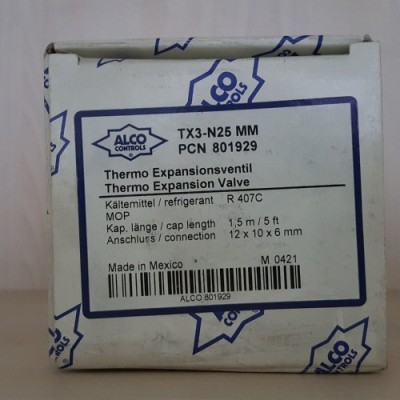 ALCO
CONTROLS
TX3-N25 MM
PCN 801929
Thermo Expansionsventil
Thermo Expansion Valve
Kältemittel / refrigerant R 407C
MOP
Kap. länge / cap length 1,5 m / 5 ft
Anschluss / connection 12 x 10 x 6 mm
Made in Mexico M 0421
ALCO 801929
ALCO
CONTROLS